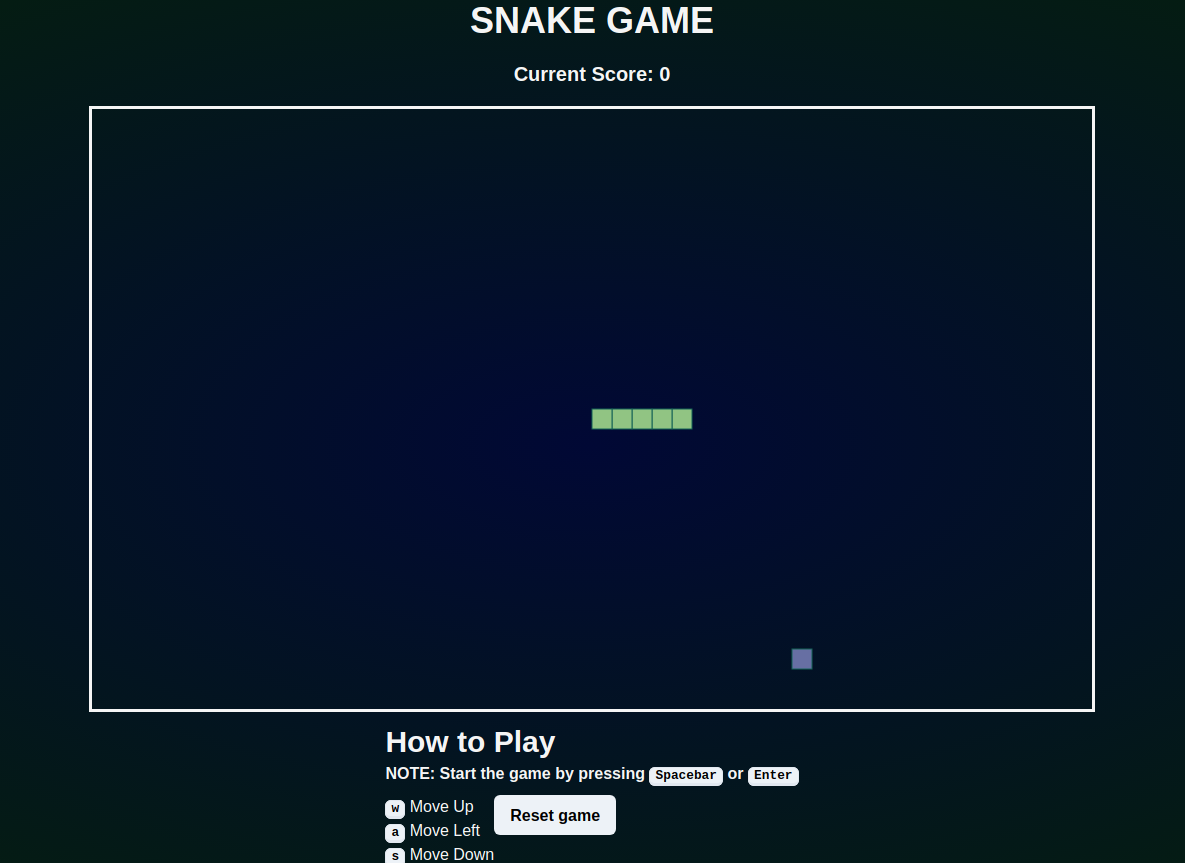 SNAKE GAME
Current Score: 0
How to Play
NOTE: Start the game by pressing Spacebar or Enter
w Move Up
a Move Left
s Move Down
Reset game